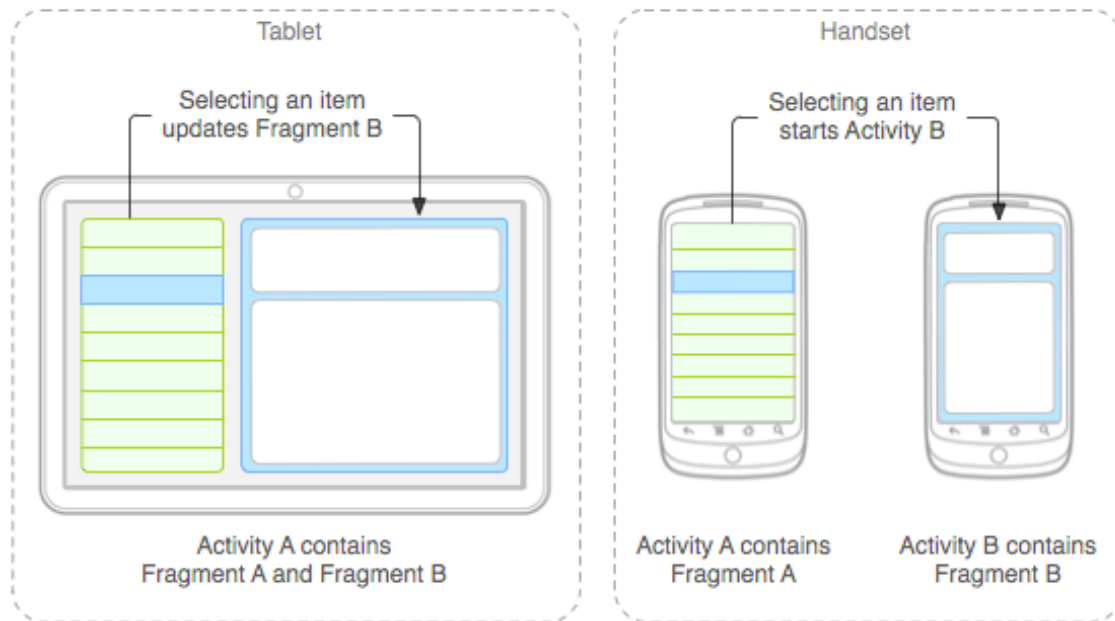 Tablet
Selecting an item
updates Fragment B
Activity A contains
Fragment A and Fragment B
Handset
Selecting an item
starts Activity B
Activity A contains
Fragment A
Activity B contains
Fragment B